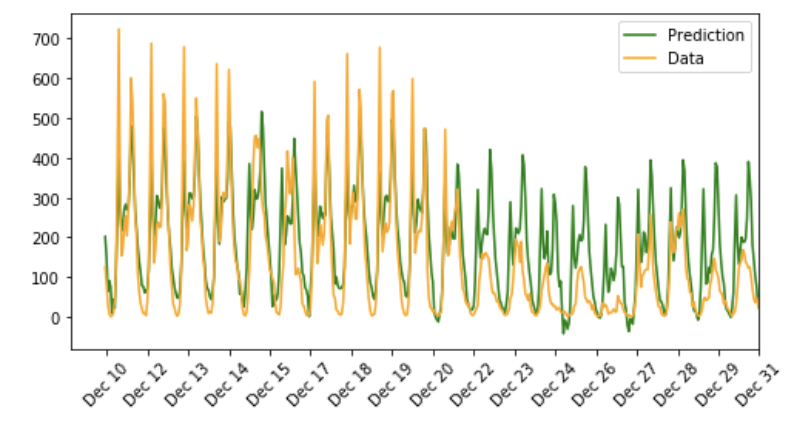 700
600
500
400
300
200
100
0
Prediction
Data
Dec 10
Dec 12
Dec 13
Dec 14
Dec 15
Dec 17
Dec 18
Dec 19
Dec 20
Dec 22
Dec 23
Dec 24
Dec 26
Dec 27
Dec 28
Dec 29
Dec 31